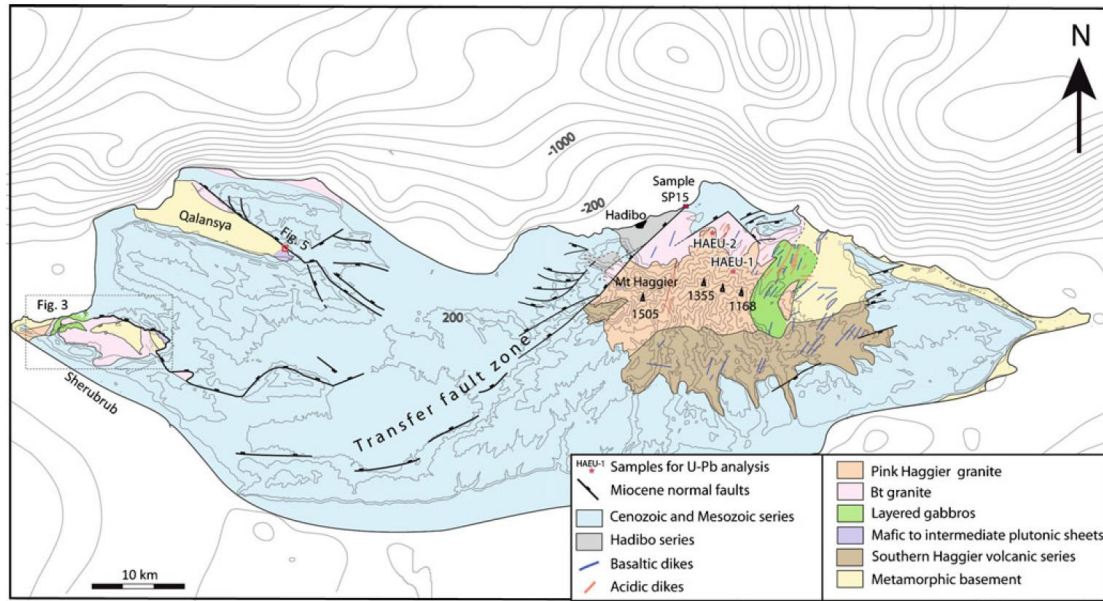 N
-1000
Sample
SP15
-200
Hadibo
Qalansya
Fig. 5
HAEU-2
HAEU-1
Mt Haggier
1355
1168
1505
Fig. 3
200
Sherubrub
Transfer fault zone
10 km
HAEU-1 Samples for U-Pb analysis
Miocene normal faults
Cenozoic and Mesozoic series
Hadibo series
Basaltic dikes
Acidic dikes
Pink Haggier granite
Bt granite
Layered gabbros
Mafic to intermediate plutonic sheets
Southern Haggier volcanic series
Metamorphic basement